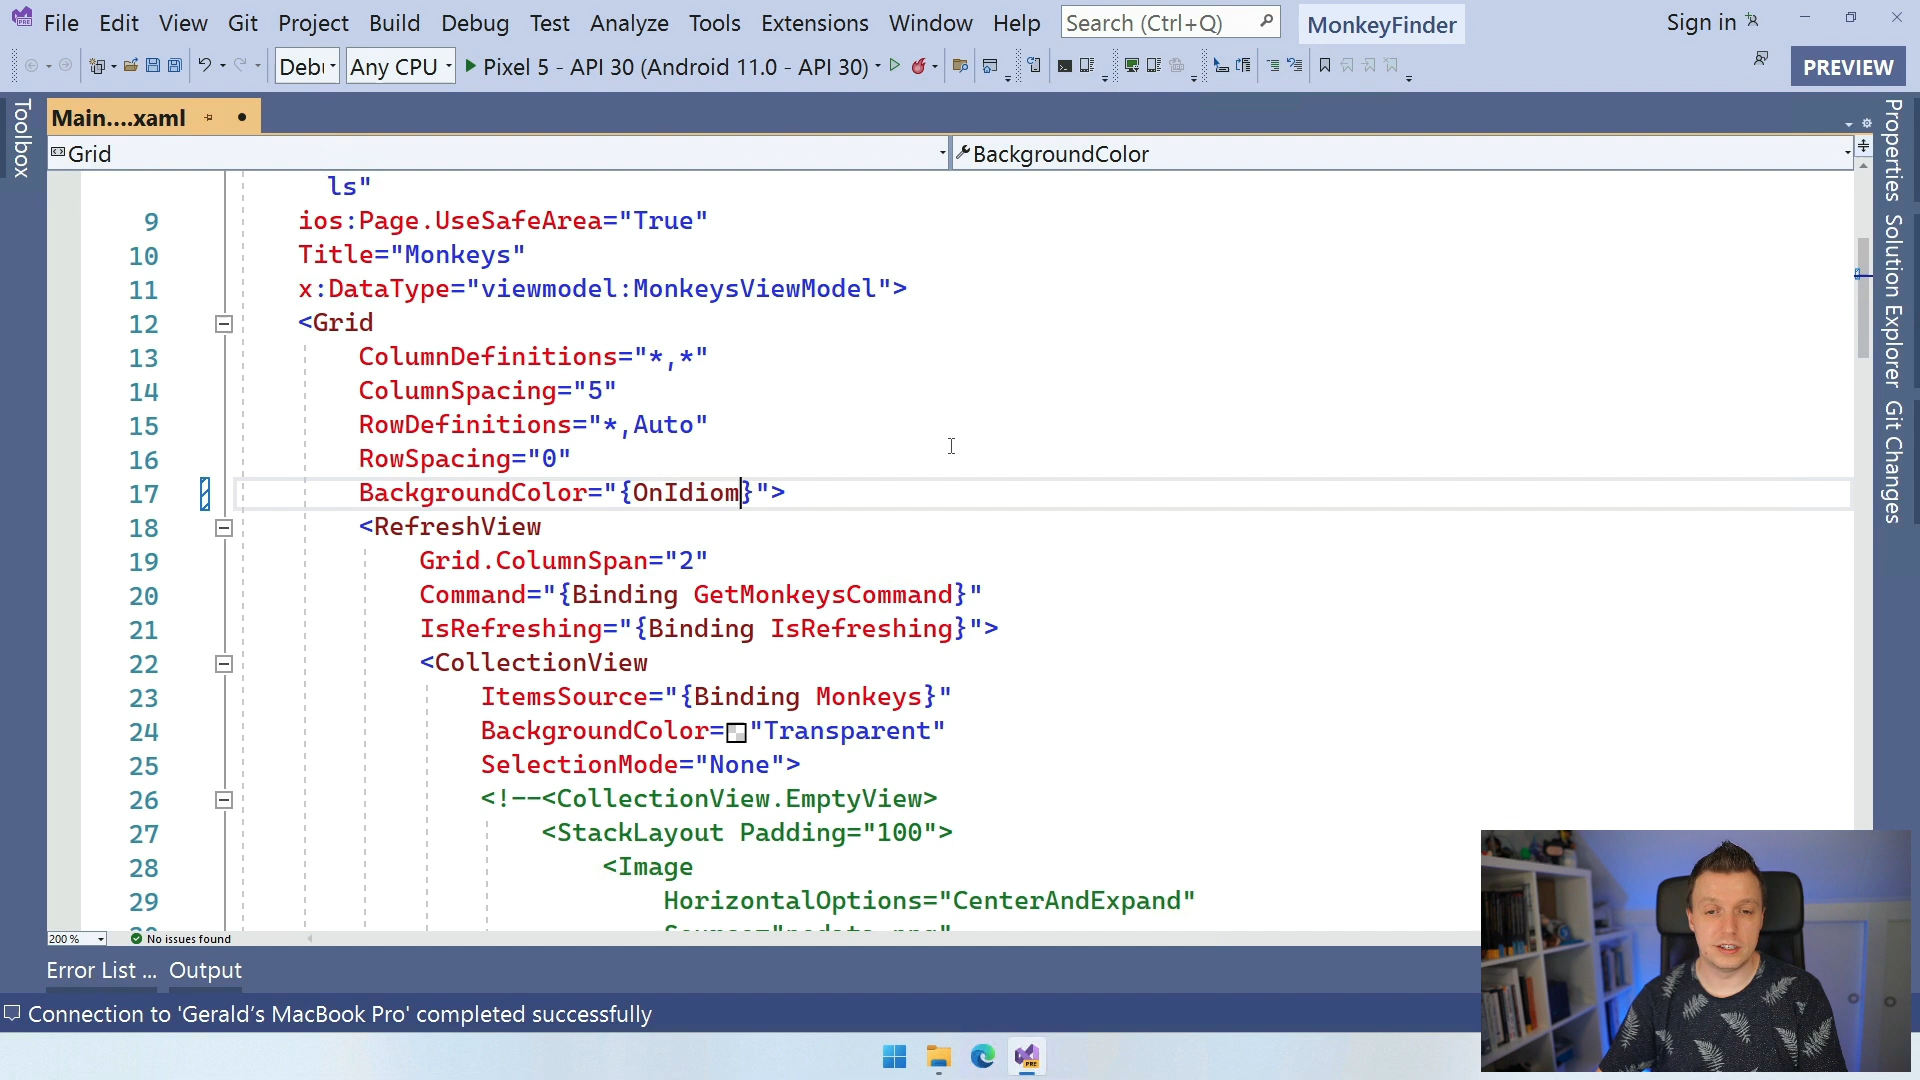 File Edit View Git Project Build Debug Test Analyze Tools Extensions Window Help Search (Ctrl+Q) MonkeyFinder Sign in
Any CPU Pixel 5 - API 30 (Android 11.0 - API 30) PREVIEW
Toolbox
Main....xaml
Grid BackgroundColor
Properties
Solution Explorer
Git Changes
ls"
9 ios:Page.UseSafeArea="True"
10 Title="Monkeys"
11 x:DataType="viewmodel:MonkeysViewModel">
12 <Grid
13 ColumnDefinitions="*,*"
14 ColumnSpacing="5"
15 RowDefinitions="*,Auto"
16 RowSpacing="0"
17 BackgroundColor="{OnIdiom}">
18 <RefreshView
19 Grid.ColumnSpan="2"
20 Command="{Binding GetMonkeysCommand}"
21 IsRefreshing="{Binding IsRefreshing}">
22 <CollectionView
23 ItemsSource="{Binding Monkeys}"
24 BackgroundColor="Transparent"
25 SelectionMode="None">
26 <!--<CollectionView.EmptyView>
27 <StackLayout Padding="100">
28 <Image
29 HorizontalOptions="CenterAndExpand"
200 % No issues found
Error List ... Output
Connection to 'Gerald's MacBook Pro' completed successfully